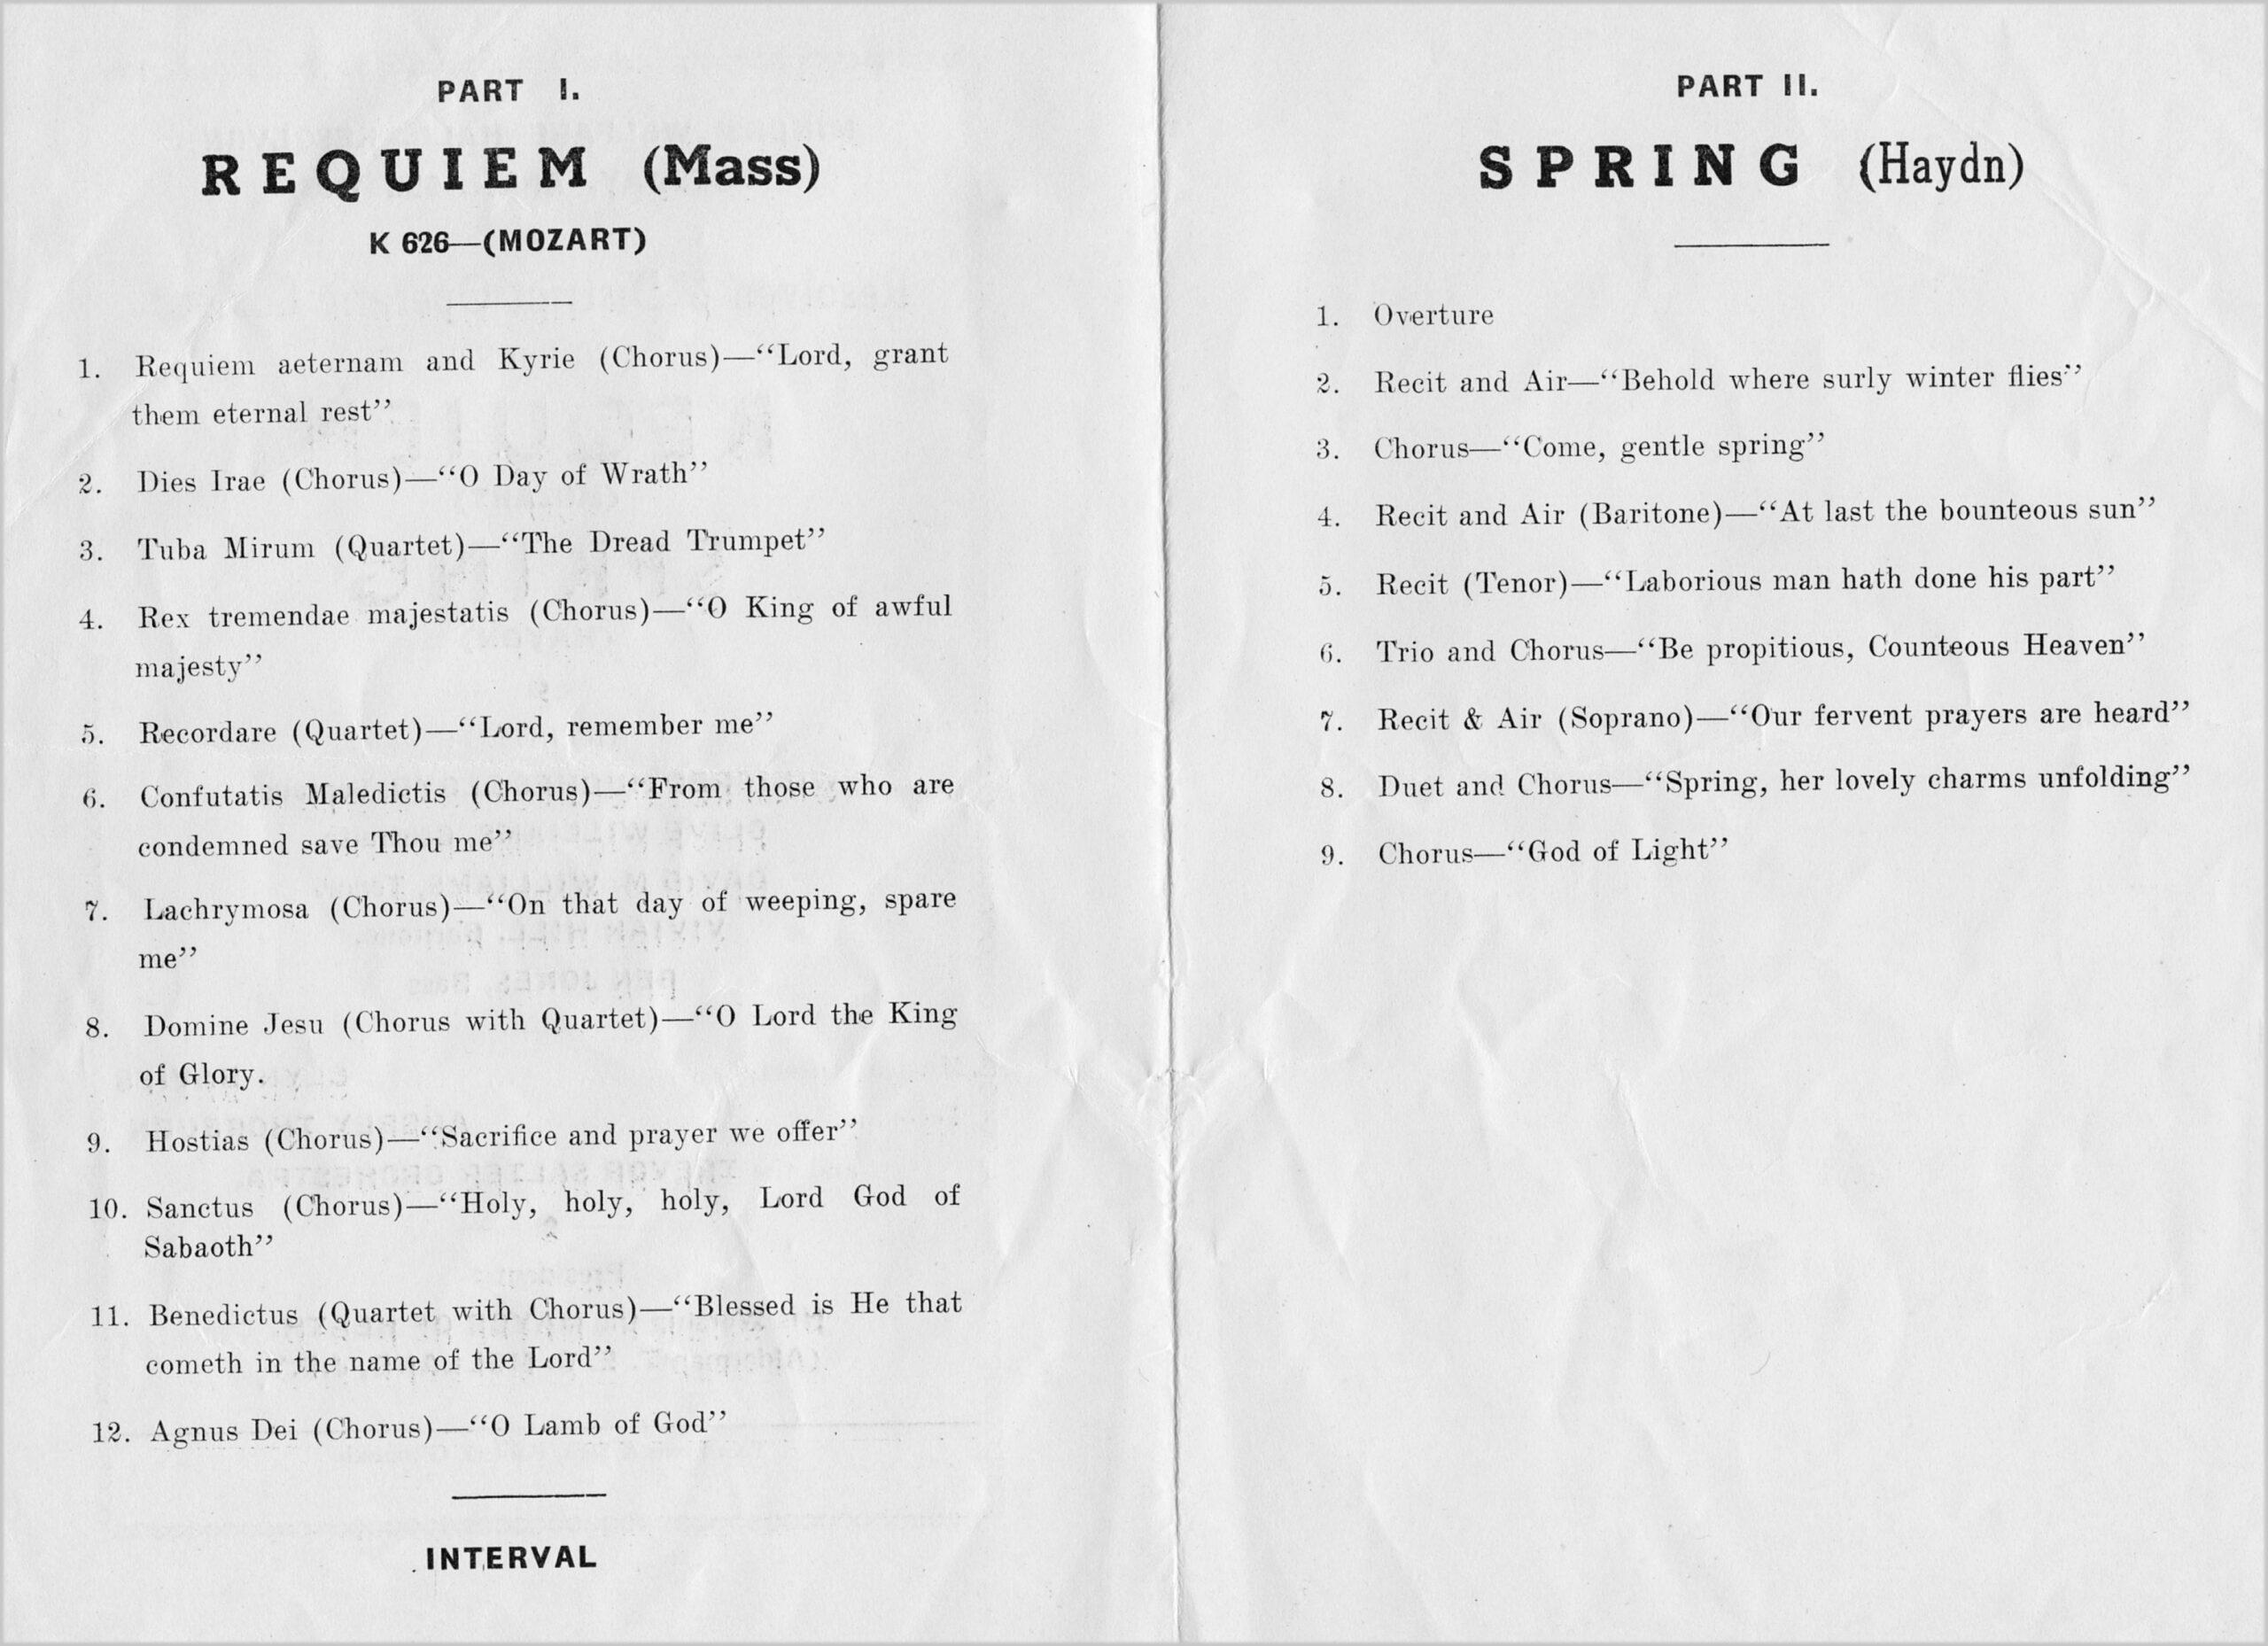 PART I.
REQUIEM (Mass)
K 626—(MOZART)
1. Requiem aeternam and Kyrie (Chorus)—“Lord, grant
them eternal rest”
2. Dies Irae (Chorus)—“O Day of Wrath”
3. Tuba Mirum (Quartet)—“The Dread Trumpet”
4. Rex tremendae majestatis (Chorus)—“O King of awful
majesty”
5. Recordare (Quartet)—“Lord, remember me”
6. Confutatis Maledictis (Chorus)—“From those who are
condemned save Thou me”
7. Lachrymosa (Chorus)—“On that day of weeping, spare
me”
8. Domine Jesu (Chorus with Quartet)—“O Lord the King
of Glory.
9. Hostias (Chorus)—“Sacrifice and prayer we offer”
10. Sanctus (Chorus)—“Holy, holy, holy, Lord God of
Sabaoth”
11. Benedictus (Quartet with Chorus)—“Blessed is He that
cometh in the name of the Lord”
12. Agnus Dei (Chorus)—“O Lamb of God”
INTERVAL
PART II.
SPRING (Haydn)
1. Overture
2. Recit and Air—“Behold where surly winter flies”
3. Chorus—“Come, gentle spring”
4. Recit and Air (Baritone)—“At last the bounteous sun”
5. Recit (Tenor)—“Laborious man hath done his part”
6. Trio and Chorus—“Be propitious, Counteous Heaven”
7. Recit & Air (Soprano)—“Our fervent prayers are heard”
8. Duet and Chorus—“Spring, her lovely charms unfolding”
9. Chorus—“God of Light”